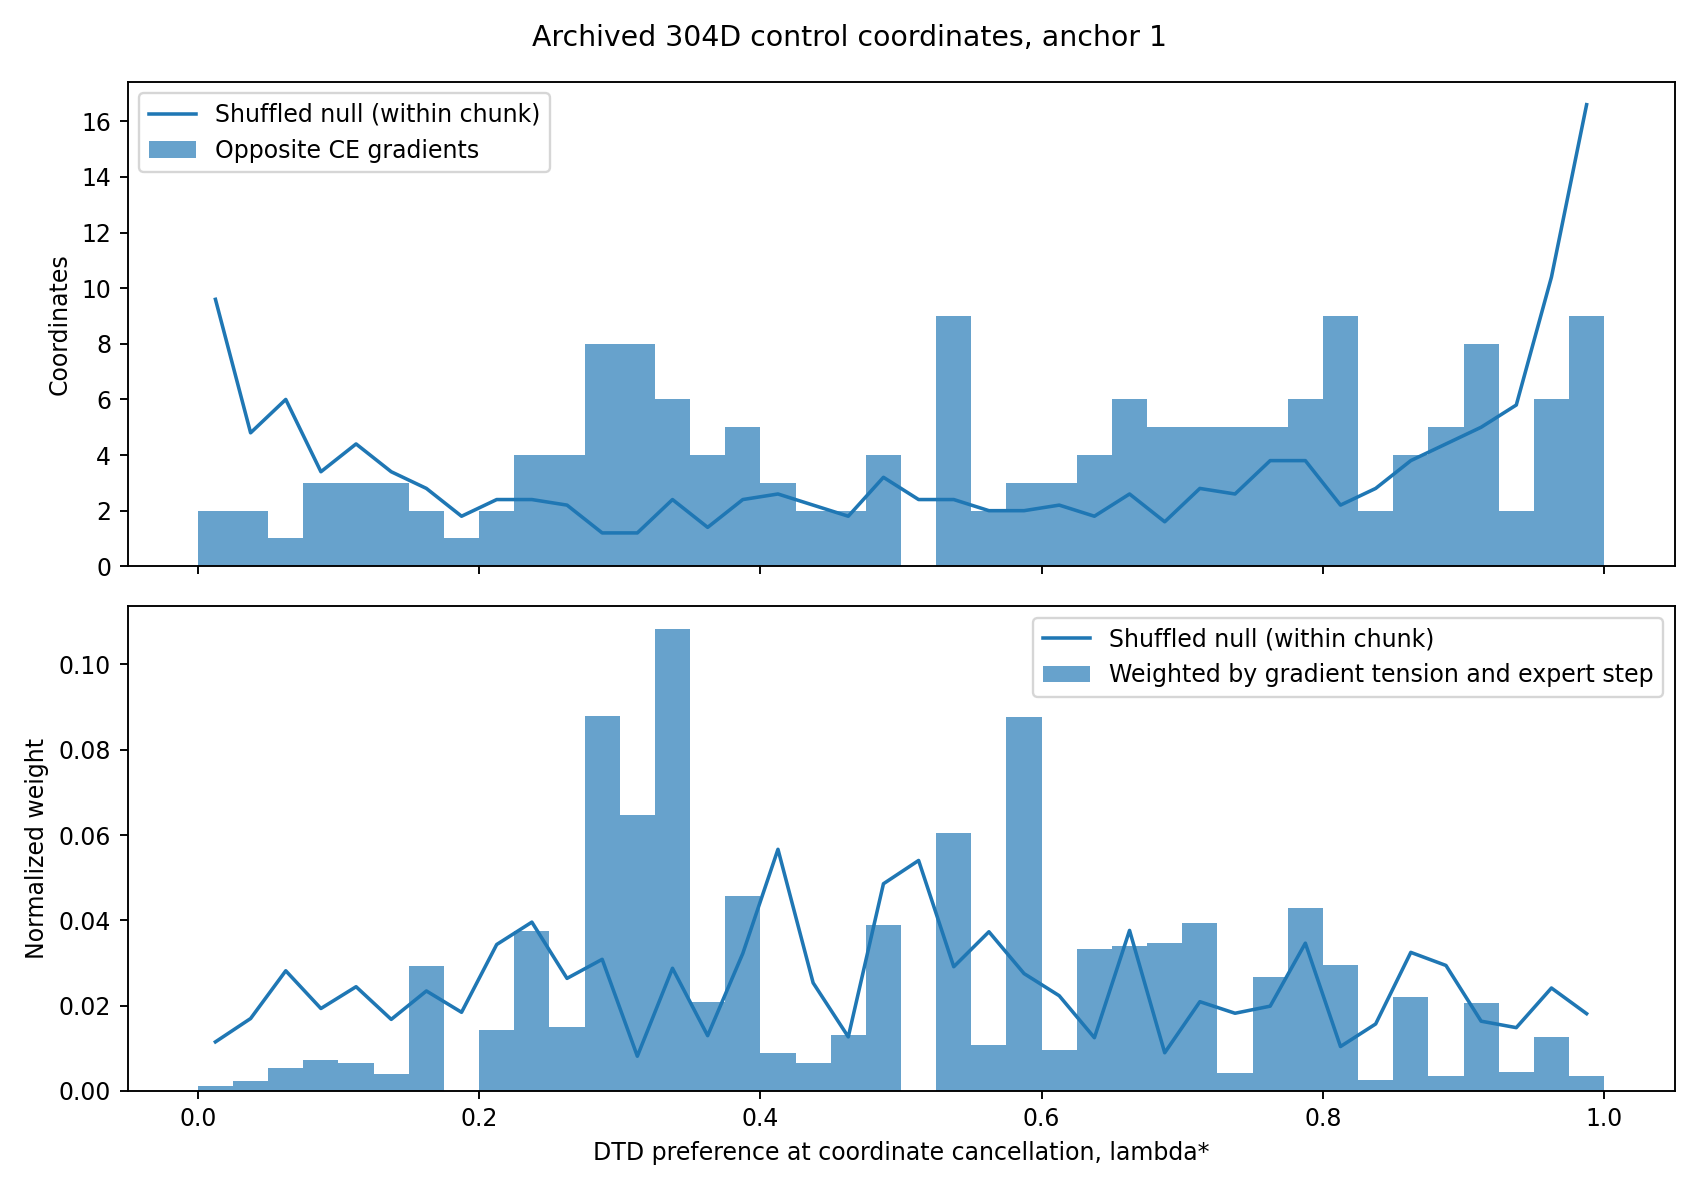 Archived 304D control coordinates, anchor 1
Shuffled null (within chunk)
Opposite CE gradients
Coordinates
16
14
12
10
8
6
4
2
0
Shuffled null (within chunk)
Weighted by gradient tension and expert step
Normalized weight
0.10
0.08
0.06
0.04
0.02
0.00
0.0 0.2 0.4 0.6 0.8 1.0
DTD preference at coordinate cancellation, lambda*